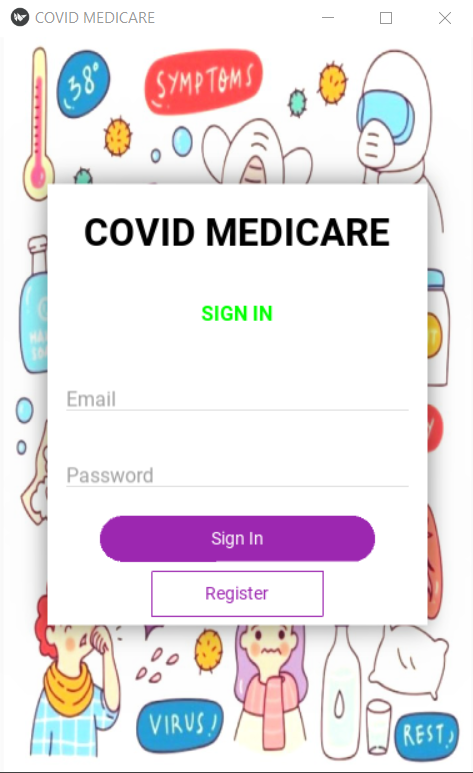 COVID MEDICARE
38°
SYMPTOMS
COVID MEDICARE
SIGN IN
Email
Password
Sign In
Register
VIRUS!
REST!